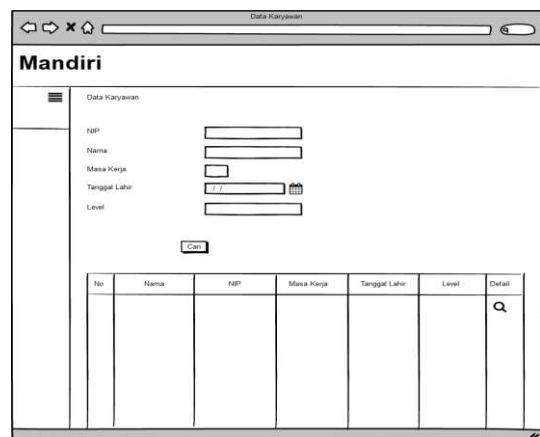 Data Karyawan
Mandiri
Data Karyawan
NIP
Nama
Masa Kerja
Tanggal Lahir / /
Level
Cari
No Nama NIP Masa Kerja Tanggal Lahir Level Detail